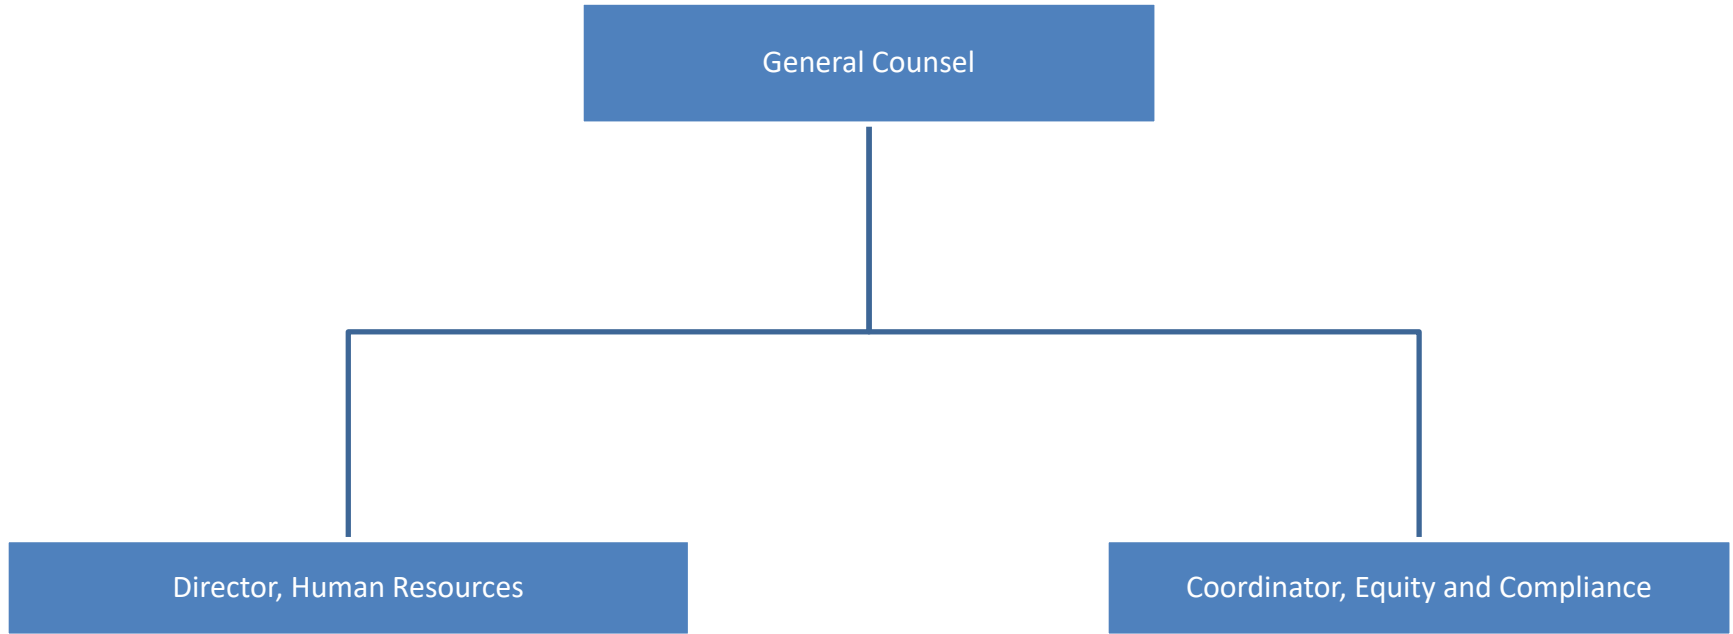 General Counsel
Director, Human Resources
Coordinator, Equity and Compliance